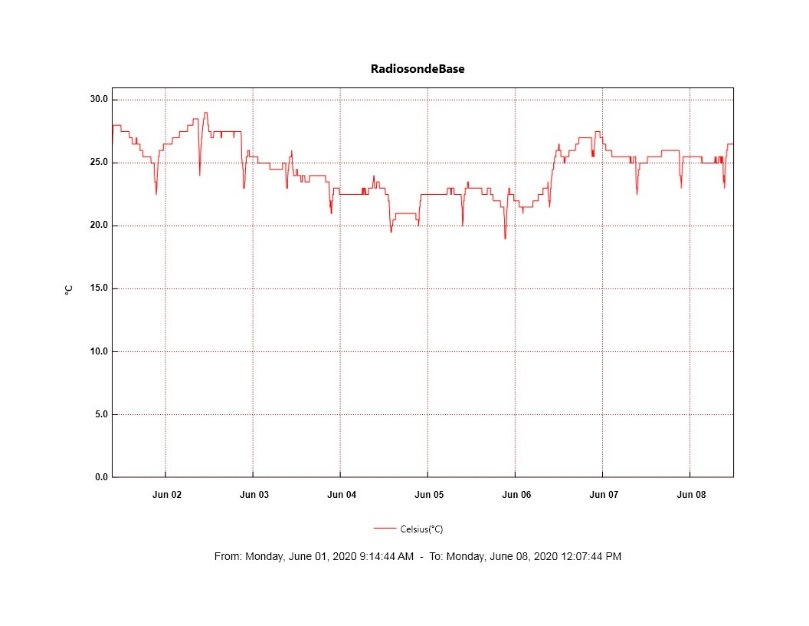 RadiosondeBase
30.0
25.0
20.0
°C
15.0
10.0
5.0
0.0
Jun 02 Jun 03 Jun 04 Jun 05 Jun 06 Jun 07 Jun 08
Celsius(°C)
From: Monday, June 01, 2020 9:14:44 AM - To: Monday, June 08, 2020 12:07:44 PM